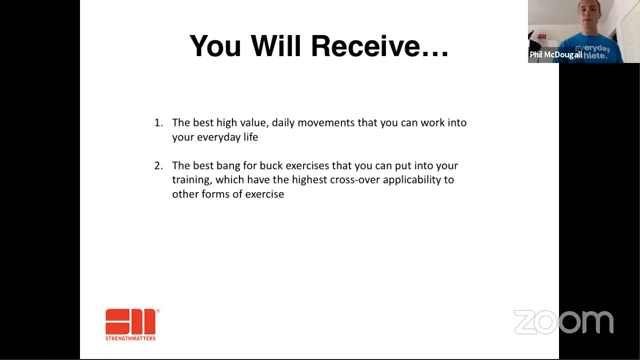 You Will Receive…
Phil McDougall
everyday
athlete.
1. The best high value, daily movements that you can work into
your everyday life
2. The best bang for buck exercises that you can put into your
training, which have the highest cross-over applicability to
other forms of exercise
®
STRENGTHMATTERS
zoom